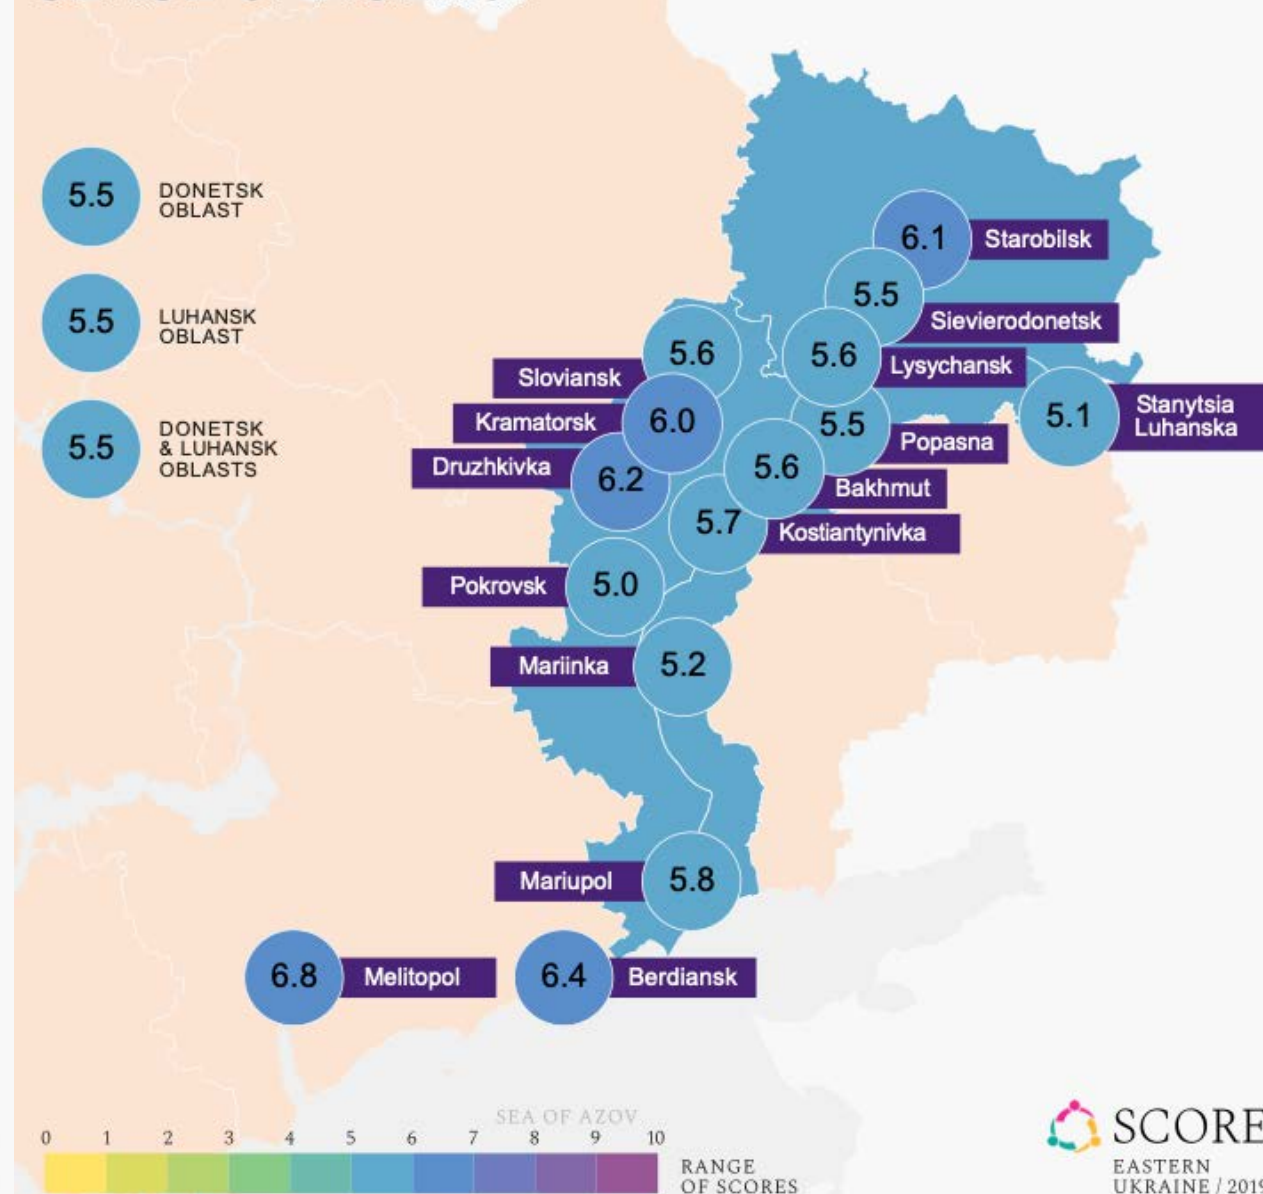 5.5
DONETSK
OBLAST
5.5
LUHANSK
OBLAST
5.5
DONETSK
& LUHANSK
OBLASTS
6.1
Starobilsk
5.5
Sievierodonetsk
5.6
Sloviansk
5.6
Lysychansk
6.0
Kramatorsk
5.5
Popasna
5.1
Stanytsia
Luhanska
6.2
Druzhkivka
5.6
Bakhmut
5.7
Kostiantynivka
5.0
Pokrovsk
5.2
Mariinka
5.8
Mariupol
6.8
Melitopol
6.4
Berdiansk
SEA OF AZOV
0 1 2 3 4 5 6 7 8 9 10
RANGE
OF SCORES
SCORE
EASTERN
UKRAINE / 2019